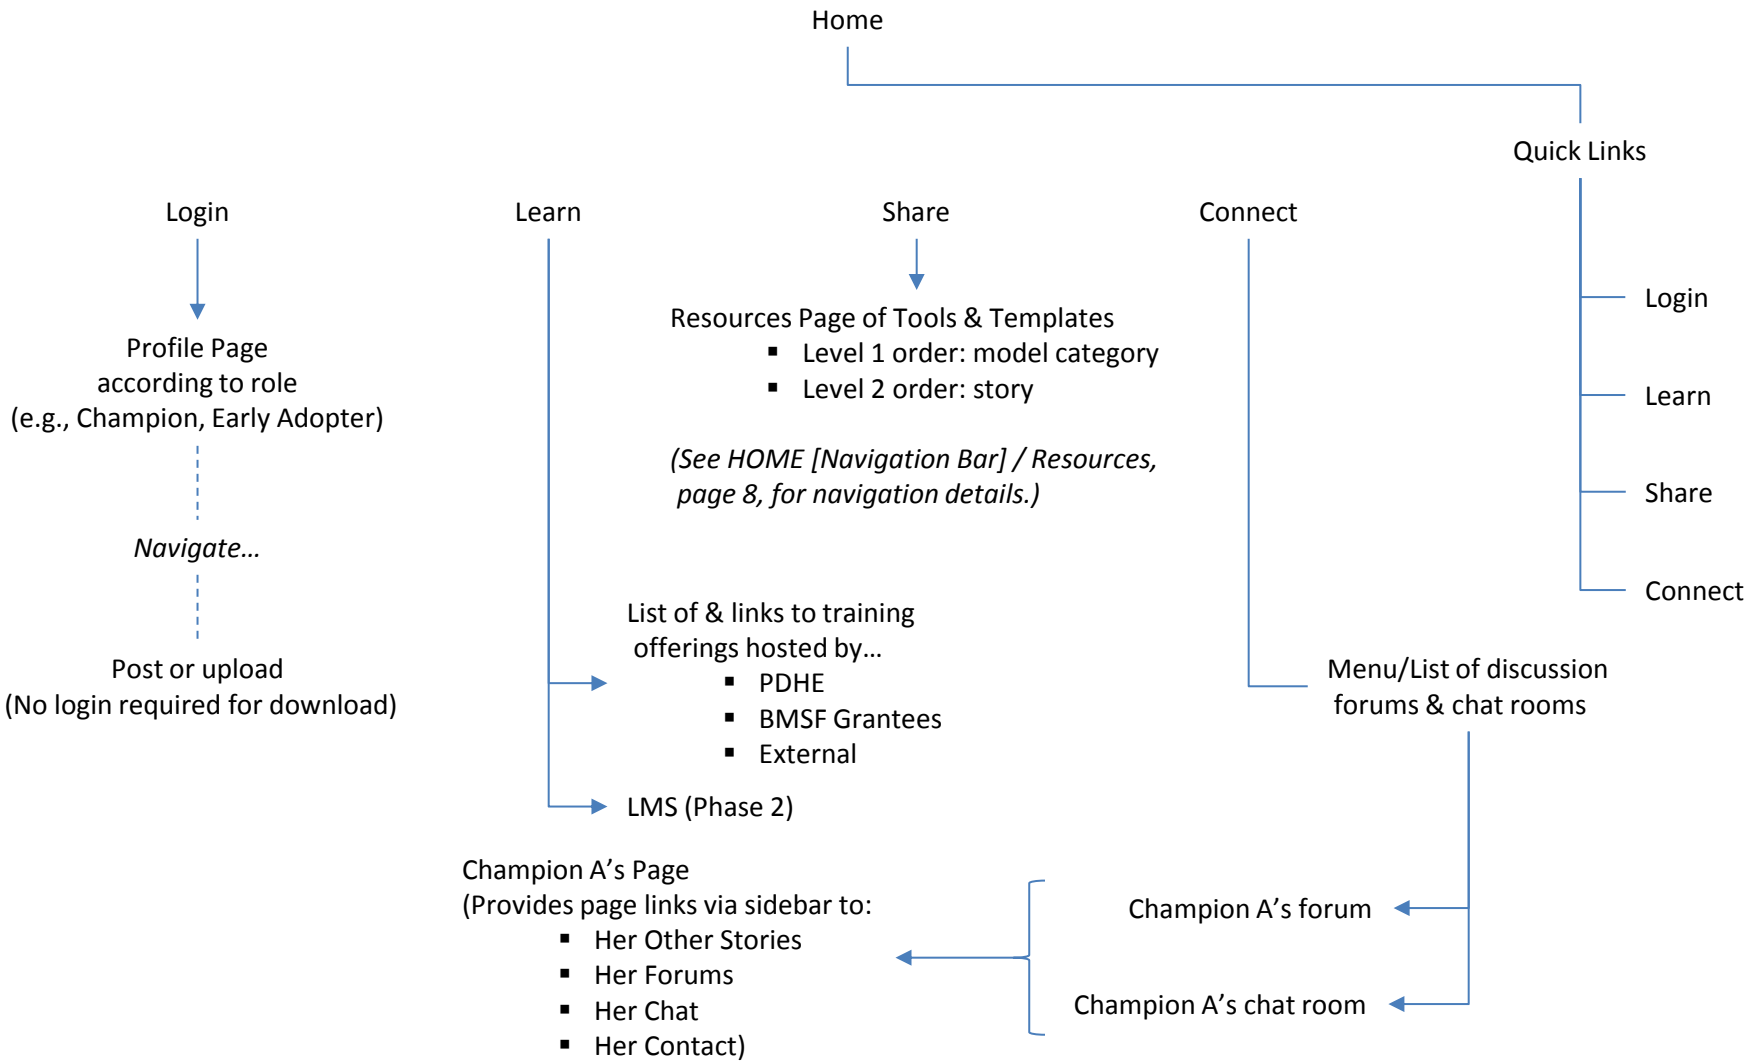 Home
Quick Links
Login
Learn
Share
Connect
Login
Learn
Share
Connect
Profile Page
according to role
(e.g., Champion, Early Adopter)
Navigate…
Post or upload
(No login required for download)
Resources Page of Tools & Templates
▪ Level 1 order: model category
▪ Level 2 order: story
(See HOME [Navigation Bar] / Resources,
page 8, for navigation details.)
List of & links to training
offerings hosted by…
▪ PDHE
▪ BMSF Grantees
▪ External
LMS (Phase 2)
Menu/List of discussion
forums & chat rooms
Champion A’s forum
Champion A’s chat room
Champion A’s Page
(Provides page links via sidebar to:
▪ Her Other Stories
▪ Her Forums
▪ Her Chat
▪ Her Contact)